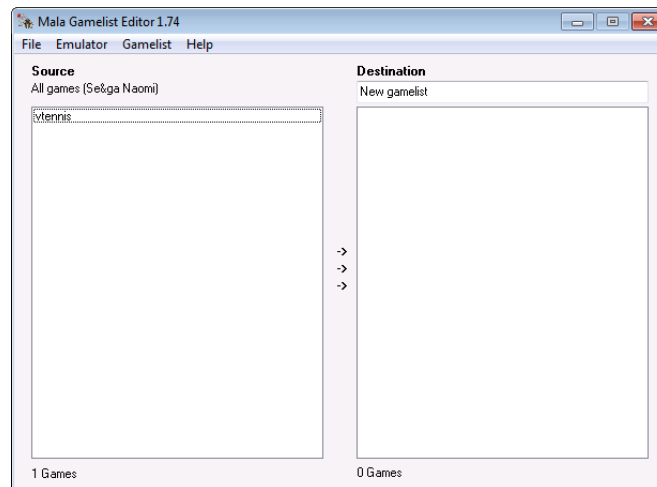 Mala Gamelist Editor 1.74
File Emulator Gamelist Help
Source
All games (Se&ga Naomi)
vtennis
1 Games
->
->
->
Destination
New gamelist
0 Games